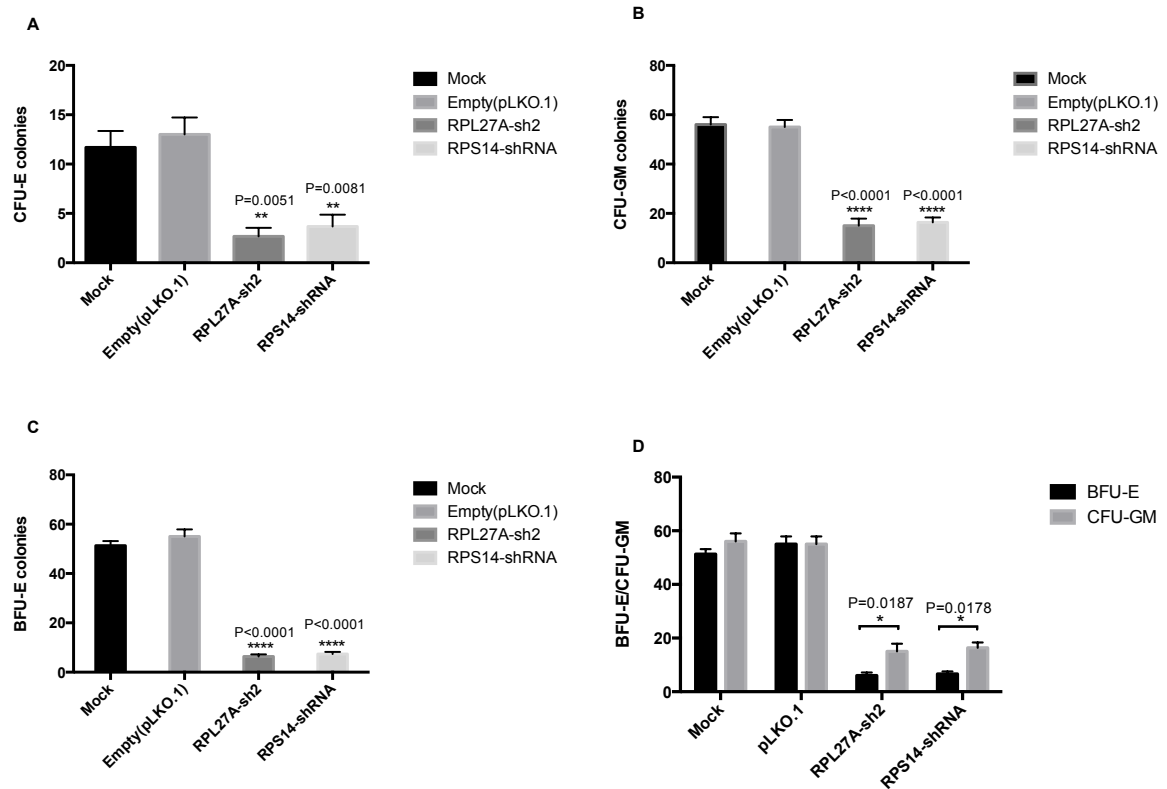 A
CFU-E colonies
20
15
10
5
0
P=0.0051
**
P=0.0081
**
Mock
Empty(pLKO.1)
RPL27A-sh2
RPS14-shRNA
Mock
Empty(pLKO.1)
RPL27A-sh2
RPS14-shRNA
B
CFU-GM colonies
80
60
40
20
0
P<0.0001
****
P<0.0001
****
Mock
Empty(pLKO.1)
RPL27A-sh2
RPS14-shRNA
Mock
Empty(pLKO.1)
RPL27A-sh2
RPS14-shRNA
C
BFU-E colonies
80
60
40
20
0
P<0.0001
****
P<0.0001
****
Mock
Empty(pLKO.1)
RPL27A-sh2
RPS14-shRNA
Mock
Empty(pLKO.1)
RPL27A-sh2
RPS14-shRNA
D
BFU-E/CFU-GM
80
60
40
20
0
P=0.0187
*
P=0.0178
*
Mock
pLKO.1
RPL27A-sh2
RPS14-shRNA
BFU-E
CFU-GM